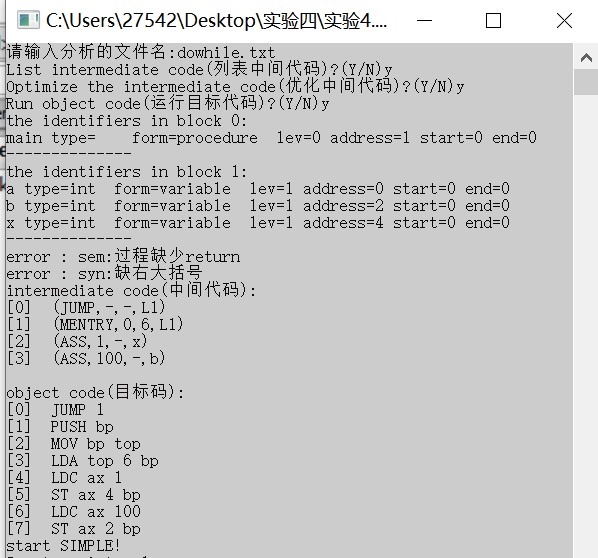 C:\Users\27542\Desktop\实验四\实验4....
请输入分析的文件名:dowhile.txt
List intermediate code(列表中间代码)?(Y/N)y
Optimize the intermediate code(优化中间代码)?(Y/N)y
Run object code(运行目标代码)?(Y/N)y
the identifiers in block 0:
main type=    form=procedure  lev=0 address=1 start=0 end=0
--------------
the identifiers in block 1:
a type=int  form=variable  lev=1 address=0 start=0 end=0
b type=int  form=variable  lev=1 address=2 start=0 end=0
x type=int  form=variable  lev=1 address=4 start=0 end=0
--------------
error : sem:过程缺少return
error : syn:缺右大括号
intermediate code(中间代码):
[0]  (JUMP,-,-,L1)
[1]  (MENTRY,0,6,L1)
[2]  (ASS,1,-,x)
[3]  (ASS,100,-,b)
object code(目标码):
[0]  JUMP 1
[1]  PUSH bp
[2]  MOV bp top
[3]  LDA top 6 bp
[4]  LDC ax 1
[5]  ST ax 4 bp
[6]  LDC ax 100
[7]  ST ax 2 bp
start SIMPLE!